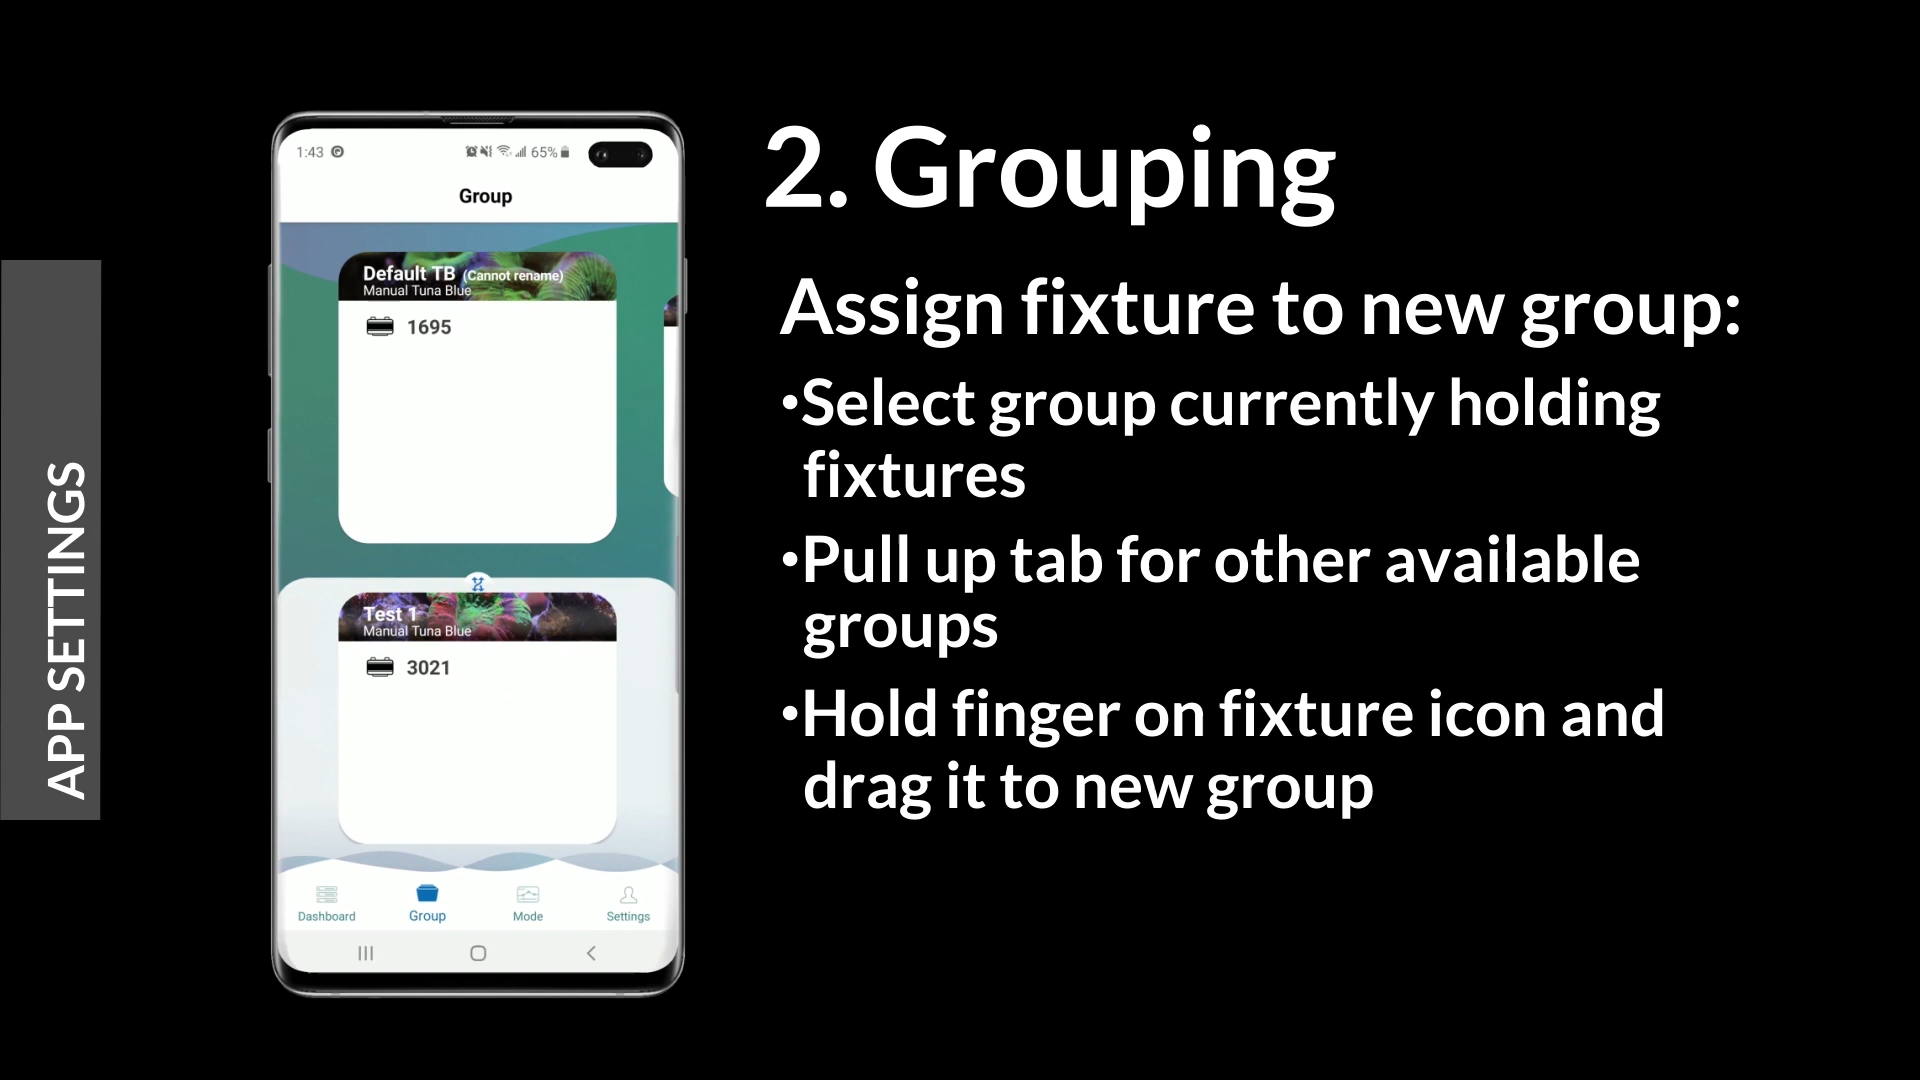 APP SETTINGS
1:43
65%
Group
Default TB (Cannot rename)
Manual Tuna Blue
1695
Test 1
Manual Tuna Blue
3021
Dashboard
Group
Mode
Settings
2. Grouping
Assign fixture to new group:
•Select group currently holding
fixtures
•Pull up tab for other available
groups
•Hold finger on fixture icon and
drag it to new group